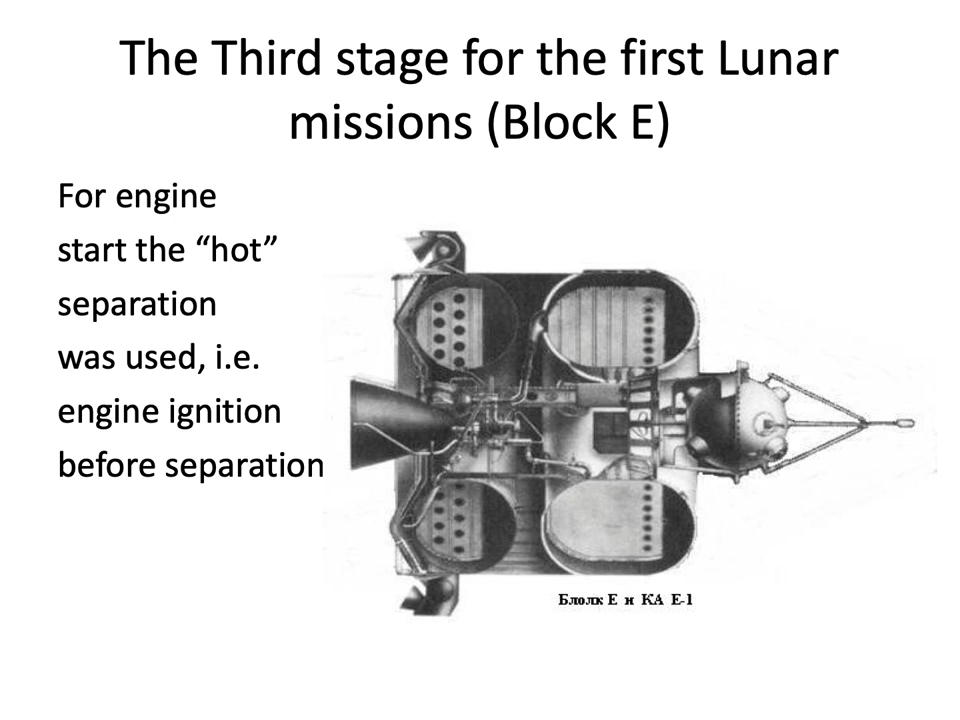 The Third stage for the first Lunar
missions (Block E)
For engine
start the “hot”
separation
was used, i.e.
engine ignition
before separation
Блолк Е и КА Е-1